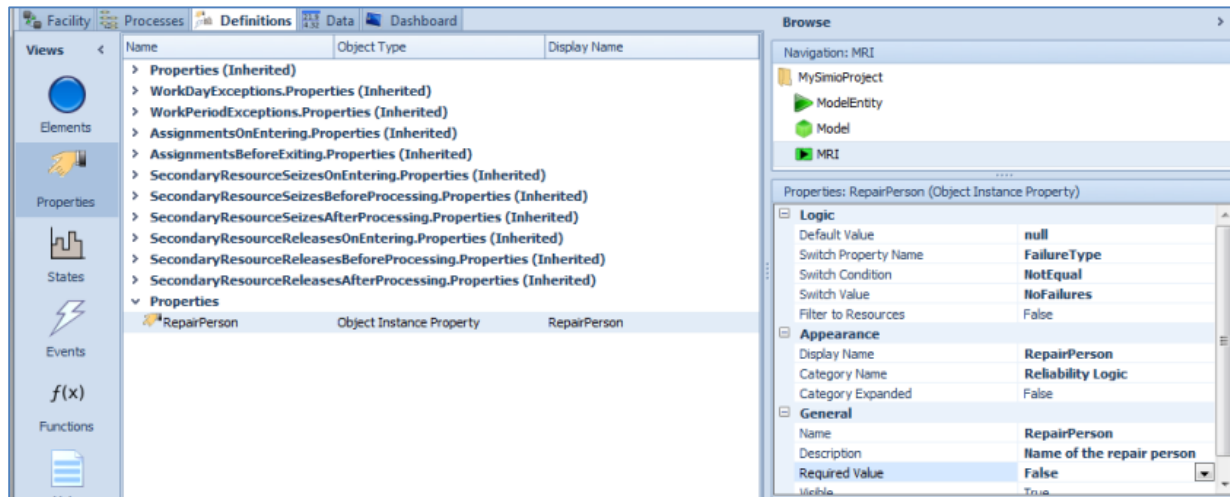 Facility Processes Definitions Data Dashboard
Views <
Elements
Properties
States
Events
f(x)
Functions
Name Object Type Display Name
> Properties (Inherited)
> WorkDayExceptions.Properties (Inherited)
> WorkPeriodExceptions.Properties (Inherited)
> AssignmentsOnEntering.Properties (Inherited)
> AssignmentsBeforeExiting.Properties (Inherited)
> SecondaryResourceSeizesOnEntering.Properties (Inherited)
> SecondaryResourceSeizesBeforeProcessing.Properties (Inherited)
> SecondaryResourceSeizesAfterProcessing.Properties (Inherited)
> SecondaryResourceReleasesOnEntering.Properties (Inherited)
> SecondaryResourceReleasesBeforeProcessing.Properties (Inherited)
> SecondaryResourceReleasesAfterProcessing.Properties (Inherited)
Properties
RepairPerson Object Instance Property RepairPerson
Browse >
Navigation: MRI
MySimioProject
ModelEntity
Model
MRI
Properties: RepairPerson (Object Instance Property)
Logic
Default Value null
Switch Property Name FailureType
Switch Condition NotEqual
Switch Value NoFailures
Filter to Resources False
Appearance
Display Name RepairPerson
Category Name Reliability Logic
Category Expanded False
General
Name RepairPerson
Description Name of the repair person
Required Value False
Visible True